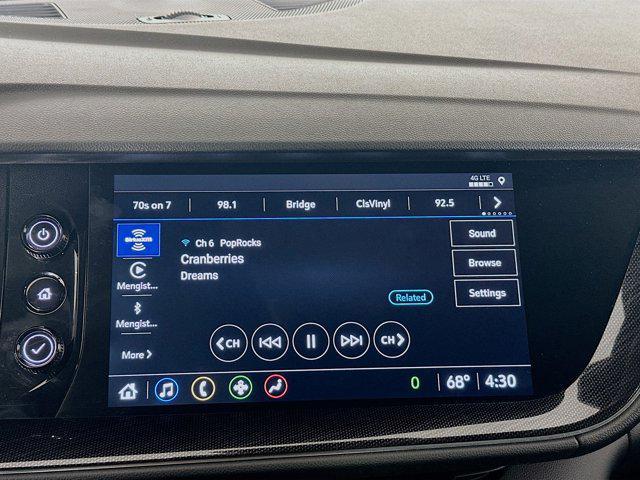 4G LTE
70s on 7 98.1 Bridge ClsVinyl 92.5
SiriusXM
Ch 6 PopRocks
Cranberries
Dreams
Sound
Browse
Settings
Mengist...
Mengist...
Related
More
CH CH
0 68° 4:30